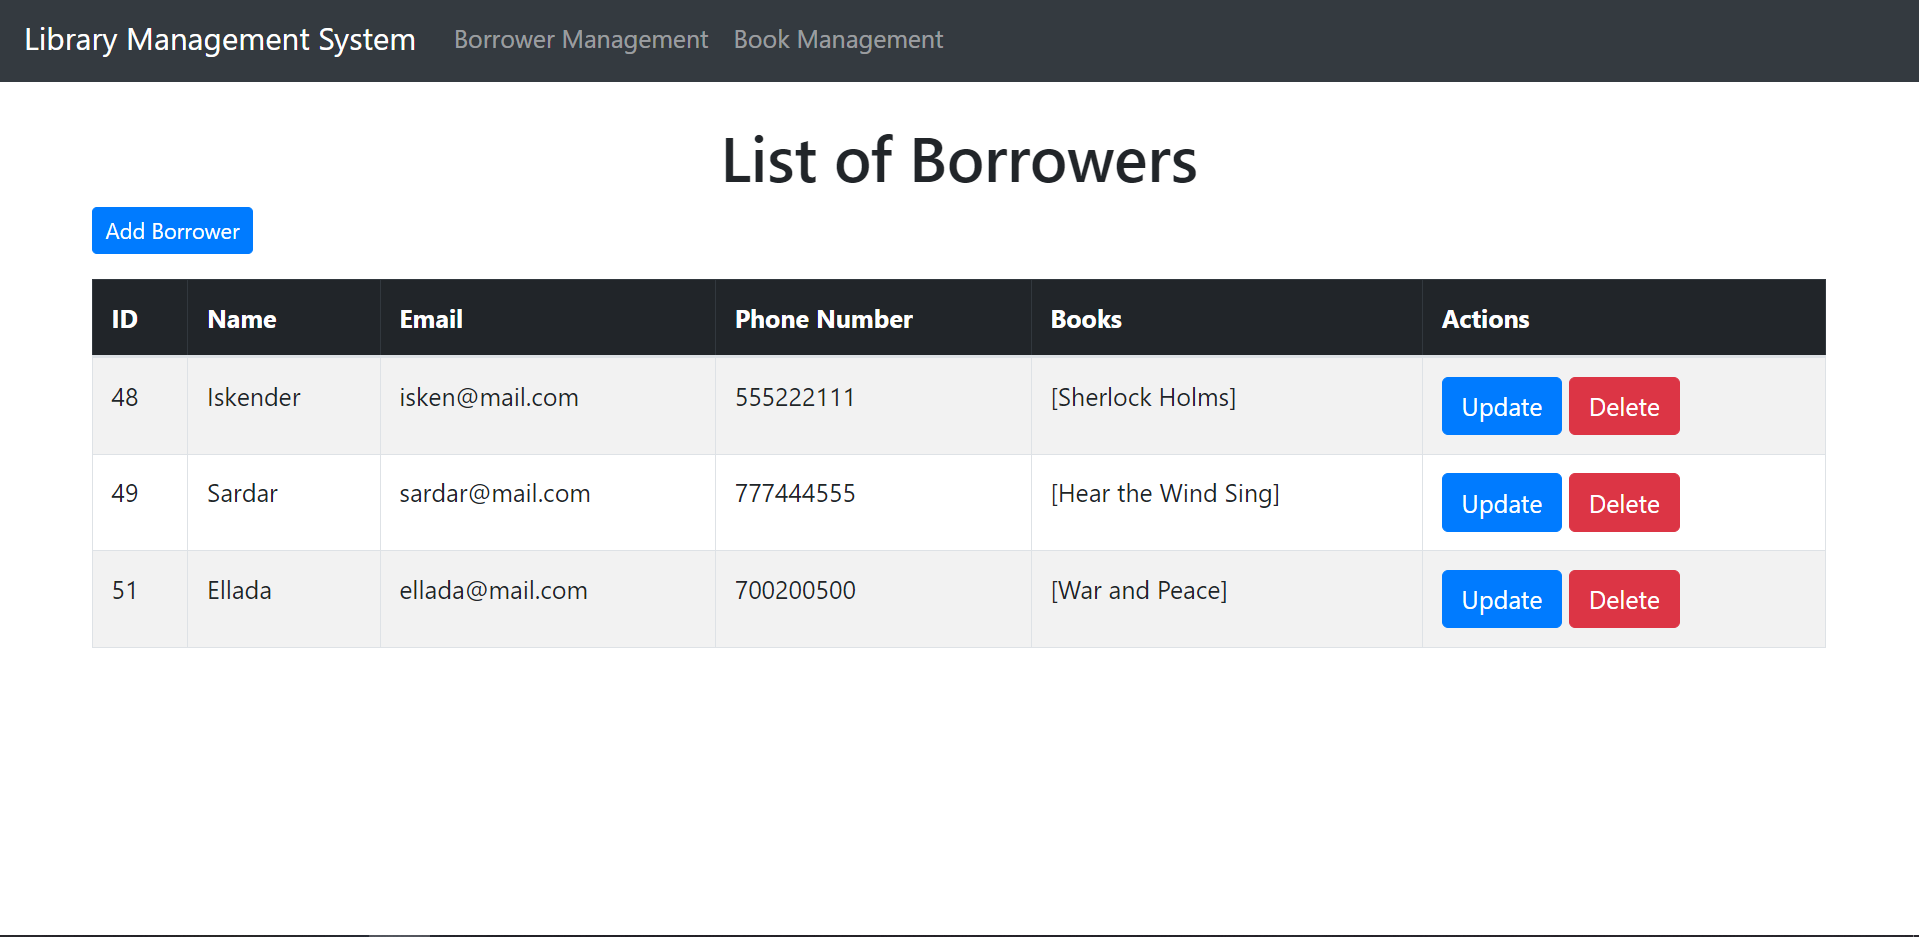 Library Management System Borrower Management Book Management
List of Borrowers
Add Borrower
ID Name Email Phone Number Books Actions
48 Iskender isken@mail.com 555222111 [Sherlock Holms] Update Delete
49 Sardar sardar@mail.com 777444555 [Hear the Wind Sing] Update Delete
51 Ellada ellada@mail.com 700200500 [War and Peace] Update Delete